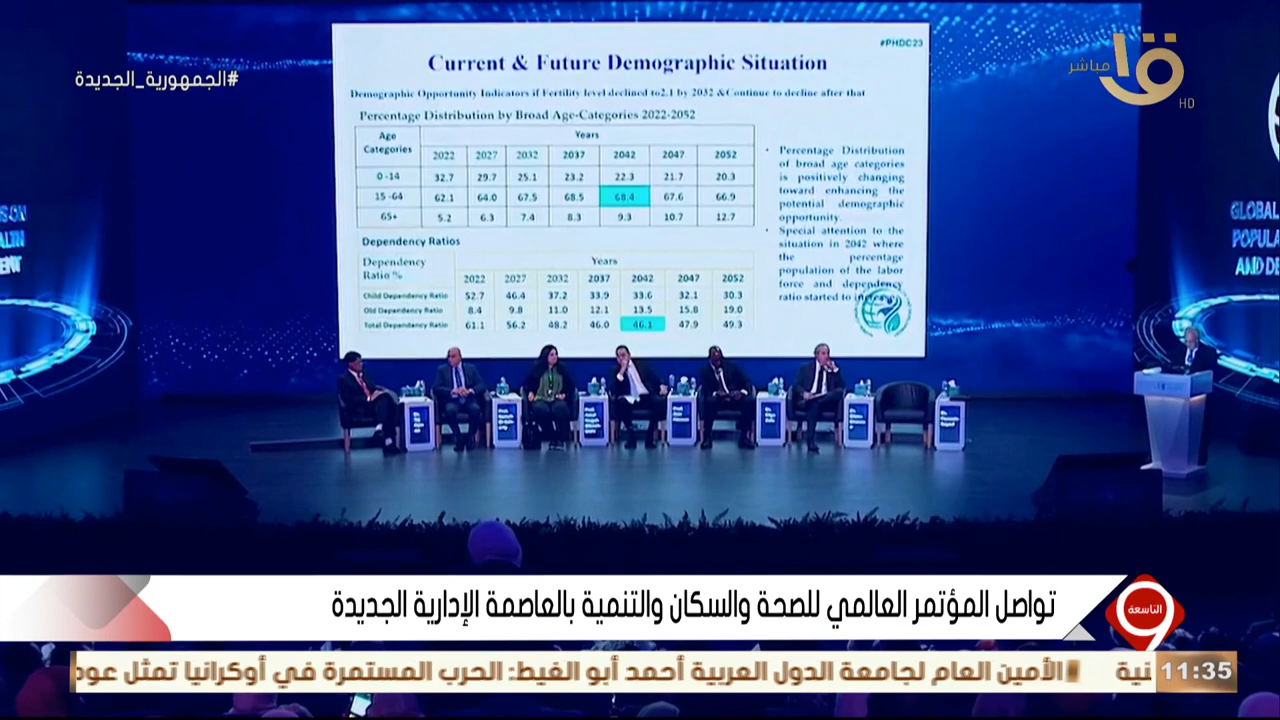 #PHDC23
Current & Future Demographic Situation
#الجمهورية_الجديدة
مباشر
HD
Demographic Opportunity Indicators if Fertility level declined to2.1 by 2032 &Continue to decline after that
Percentage Distribution by Broad Age-Categories 2022-2052
Age Categories Years
2022 2027 2032 2037 2042 2047 2052
0-14 32.7 29.7 25.1 23.2 22.3 21.7 20.3
15-64 62.1 64.0 67.5 68.5 68.4 67.6 66.9
65+ 5.2 6.3 7.4 8.3 9.3 10.7 12.7
• Percentage Distribution
of broad age categories
is positively changing
toward enhancing the
potential demographic
opportunity.
• Special attention to the
situation in 2042 where
the percentage
population of the labor
force and dependency
ratio started to
Dependency Ratios
Dependency Ratio % Years
2022 2027 2032 2037 2042 2047 2052
Child Dependency Ratio 52.7 46.4 37.2 33.9 33.6 32.1 30.3
Old Dependency Ratio 8.4 9.8 11.0 12.1 13.5 15.8 19.0
Total Dependency Ratio 61.1 56.2 48.2 46.0 46.1 47.9 49.3
GLOBAL
POPULA
AND DE
تواصل المؤتمر العالمي للصحة والسكان والتنمية بالعاصمة الإدارية الجديدة
التاسعة
نية الأمين العام لجامعة الدول العربية أحمد أبو الغيط: الحرب المستمرة في أوكرانيا تمثل عود
11:35